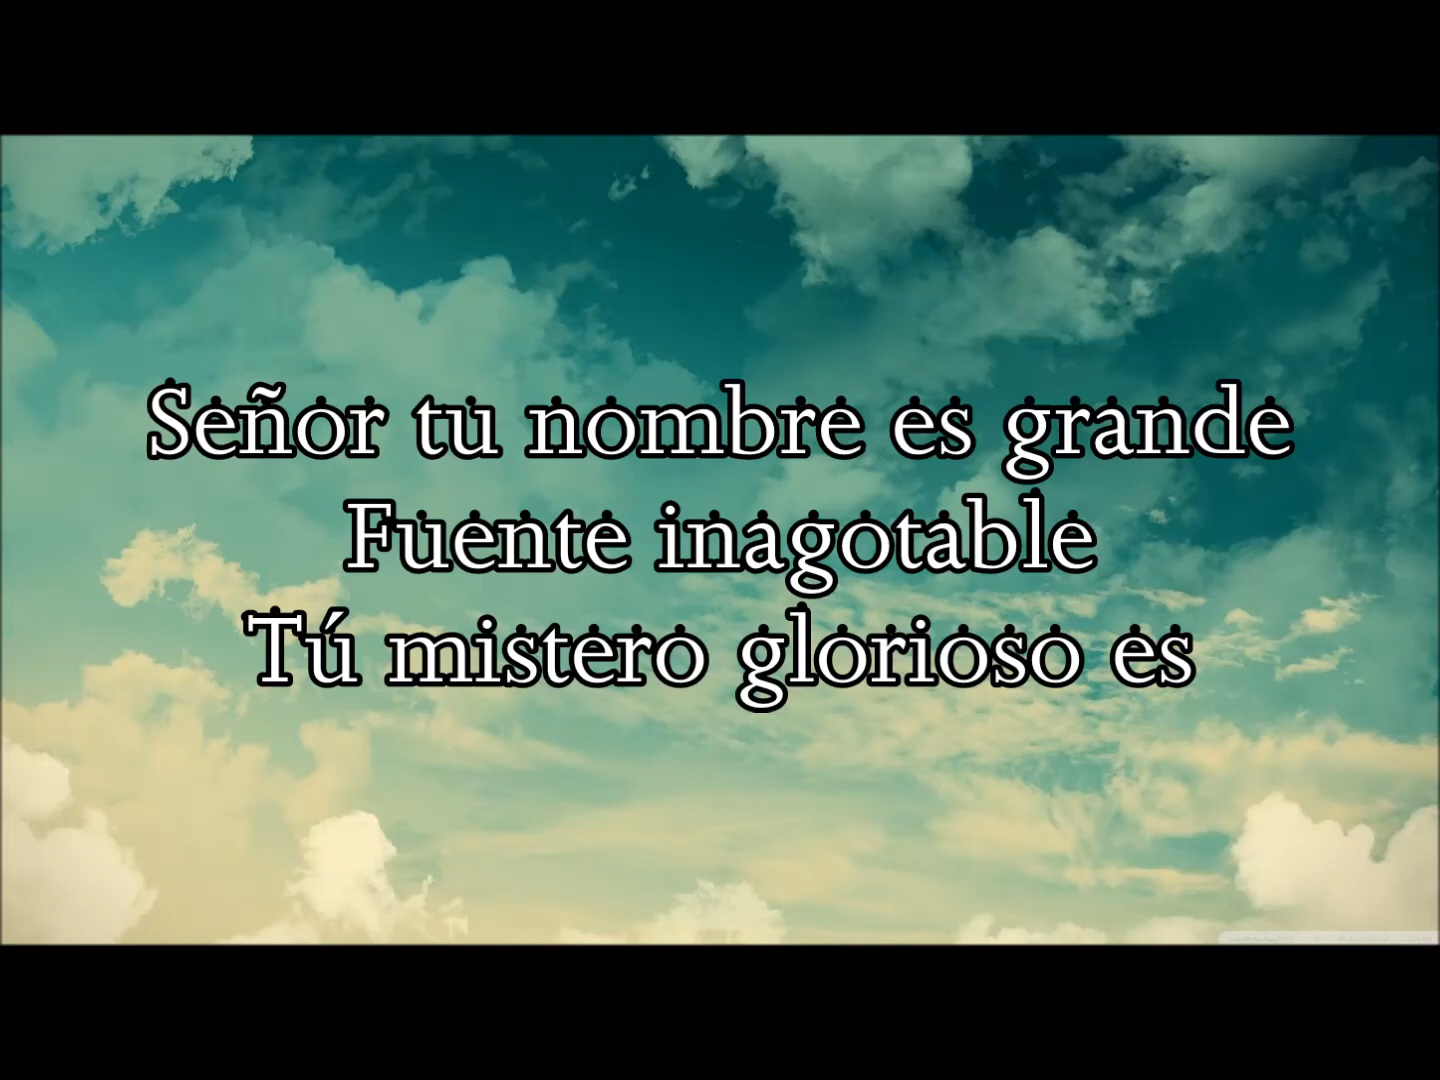 Señor tu nombre es grande
Fuente inagotable
Tú mistero glorioso es